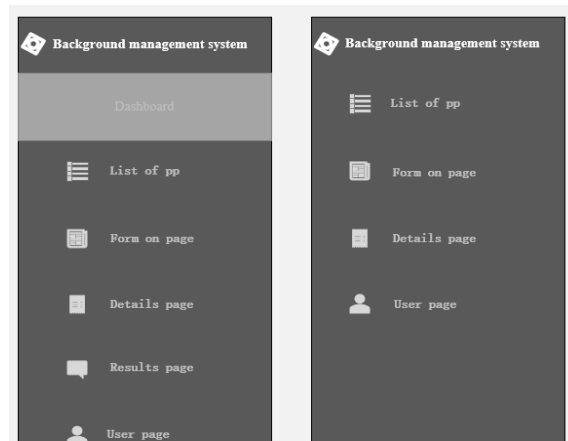 Background management system
Dashboard
List of pp
Form on page
Details page
Results page
User page
Background management system
List of pp
Form on page
Details page
User page